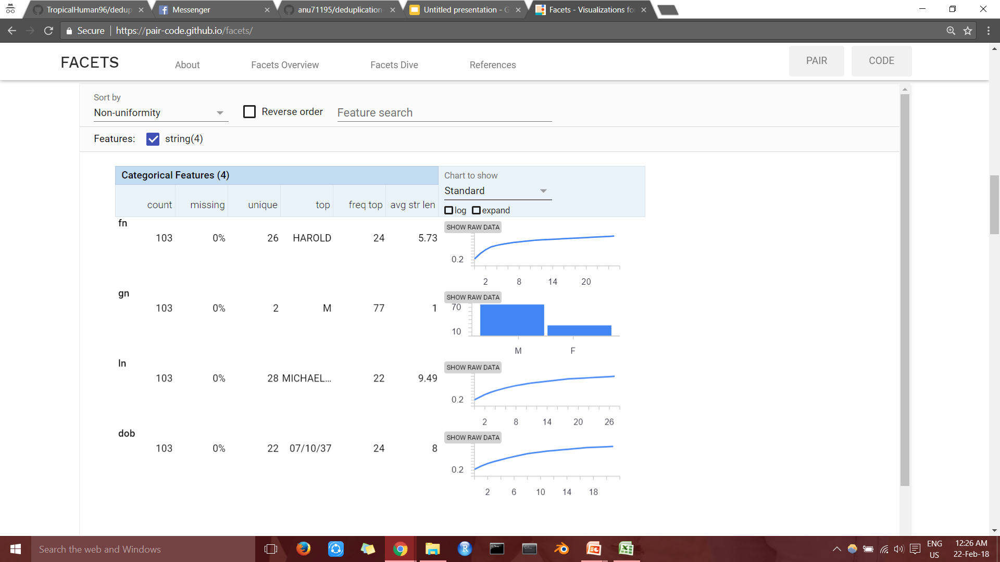 TropicalHuman96/dedup
Messenger
anu71195/deduplication
Untitled presentation - G
Facets - Visualizations fo
Secure
https://pair-code.github.io/facets/
FACETS
About
Facets Overview
Facets Dive
References
PAIR
CODE
Sort by
Non-uniformity
Reverse order
Feature search
Features:
string(4)
Categorical Features (4)
Chart to show
Standard
count missing unique top freq top avg str len
log expand
fn
SHOW RAW DATA
103 0% 26 HAROLD 24 5.73
0.2
2 8 14 20
gn
SHOW RAW DATA
103 0% 2 M 77 1
70
10
M F
ln
SHOW RAW DATA
103 0% 28 MICHAEL... 22 9.49
0.2
2 8 14 20 26
dob
SHOW RAW DATA
103 0% 22 07/10/37 24 8
0.2
2 6 10 14 18
Search the web and Windows
ENG
US
12:26 AM
22-Feb-18